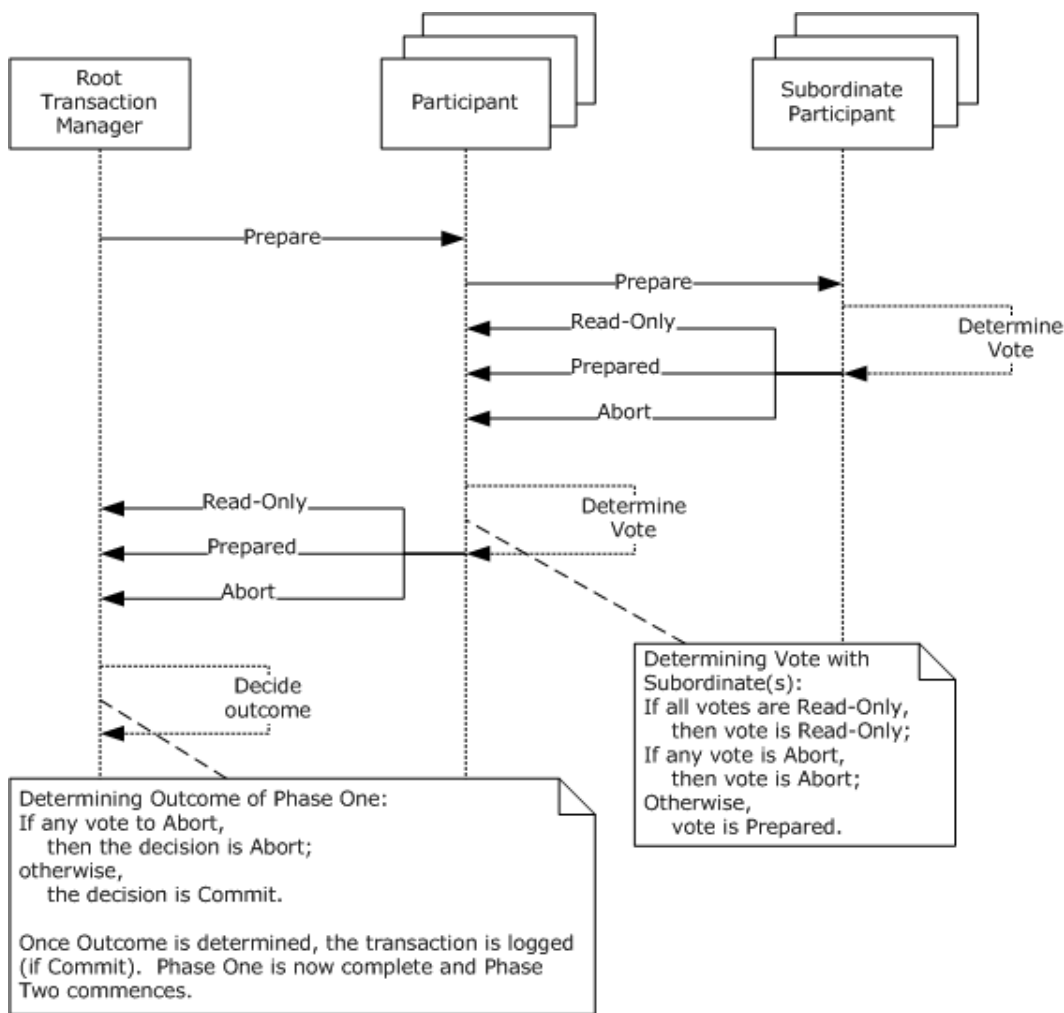 Root
Transaction
Manager
Participant
Subordinate
Participant
Prepare
Prepare
Read-Only
Determine
Vote
Prepared
Abort
Read-Only
Determine
Vote
Prepared
Abort
Decide
outcome
Determining Vote with
Subordinate(s):
If all votes are Read-Only,
then vote is Read-Only;
If any vote is Abort,
then vote is Abort;
Otherwise,
vote is Prepared.
Determining Outcome of Phase One:
If any vote to Abort,
then the decision is Abort;
otherwise,
the decision is Commit.
Once Outcome is determined, the transaction is logged
(if Commit). Phase One is now complete and Phase
Two commences.